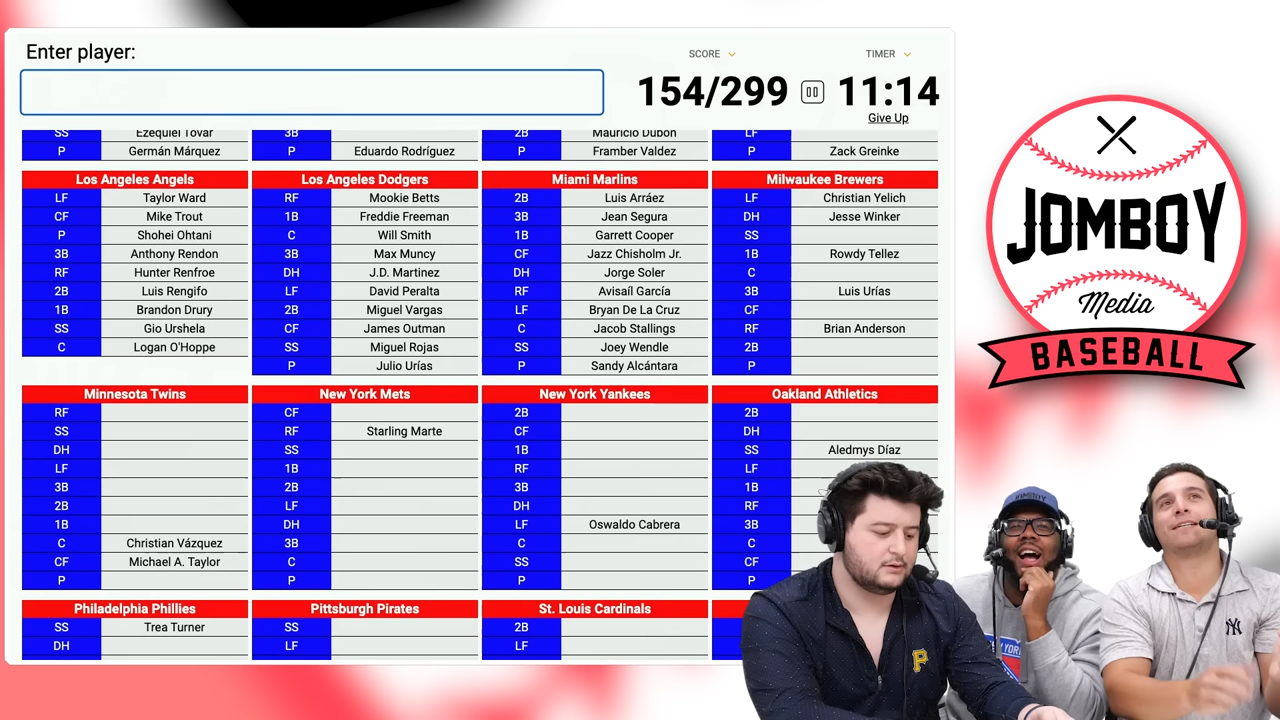 Enter player:
SCORE
TIMER
154/299
11:14
Give Up
SS Ezequiel Tovar 3B 2B Mauricio Dubón LF
P Germán Márquez P Eduardo Rodríguez P Framber Valdez P Zack Greinke
Los Angeles Angels Los Angeles Dodgers Miami Marlins Milwaukee Brewers
LF Taylor Ward RF Mookie Betts 2B Luis Arráez LF Christian Yelich
CF Mike Trout 1B Freddie Freeman 3B Jean Segura DH Jesse Winker
P Shohei Ohtani C Will Smith 1B Garrett Cooper SS
3B Anthony Rendon 3B Max Muncy CF Jazz Chisholm Jr. 1B Rowdy Tellez
RF Hunter Renfroe DH J.D. Martinez DH Jorge Soler C
2B Luis Rengifo LF David Peralta RF Avisaíl García 3B Luis Urías
1B Brandon Drury 2B Miguel Vargas LF Bryan De La Cruz CF
SS Gio Urshela CF James Outman C Jacob Stallings RF Brian Anderson
C Logan O'Hoppe SS Miguel Rojas SS Joey Wendle 2B
P Julio Urías P Sandy Alcántara P
Minnesota Twins New York Mets New York Yankees Oakland Athletics
RF CF 2B 2B
SS RF Starling Marte CF DH
DH SS 1B SS Aledmys Díaz
LF 1B RF LF
3B 2B 3B 1B
2B LF DH RF
1B DH LF Oswaldo Cabrera 3B
C Christian Vázquez 3B C C
CF Michael A. Taylor C SS CF
P P P P
Philadelphia Phillies Pittsburgh Pirates St. Louis Cardinals
SS Trea Turner SS 2B
DH LF LF
JOMBOY
Media
BASEBALL
JOMBOY
P
NY